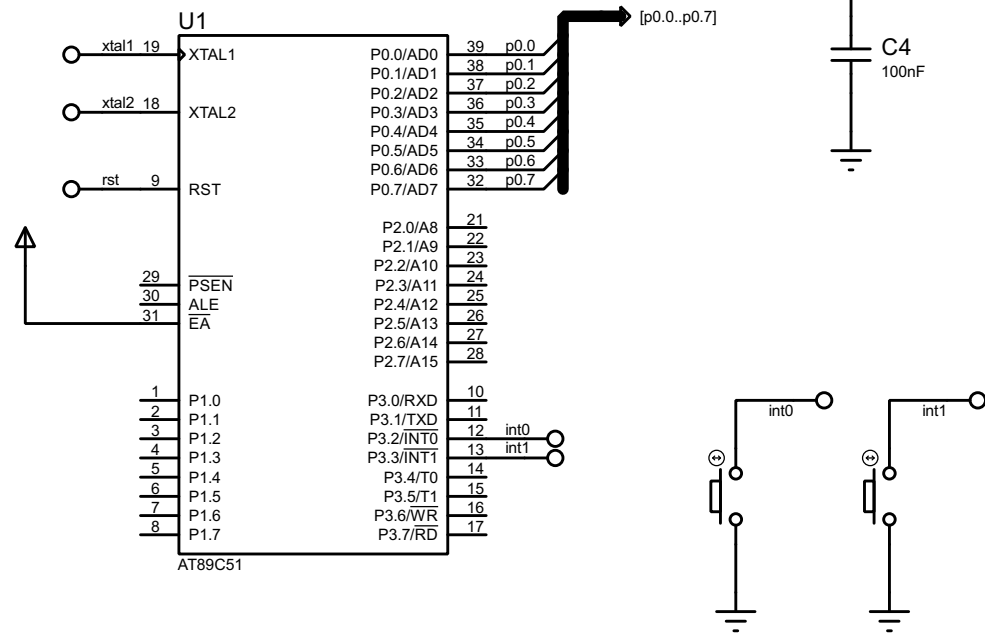 U1
[p0.0..p0.7]
xtal1 19 XTAL1
xtal2 18 XTAL2
rst 9 RST
29 PSEN
30 ALE
31 EA
1 P1.0
2 P1.1
3 P1.2
4 P1.3
5 P1.4
6 P1.5
7 P1.6
8 P1.7
P0.0/AD0 39 p0.0
P0.1/AD1 38 p0.1
P0.2/AD2 37 p0.2
P0.3/AD3 36 p0.3
P0.4/AD4 35 p0.4
P0.5/AD5 34 p0.5
P0.6/AD6 33 p0.6
P0.7/AD7 32 p0.7
P2.0/A8 21
P2.1/A9 22
P2.2/A10 23
P2.3/A11 24
P2.4/A12 25
P2.5/A13 26
P2.6/A14 27
P2.7/A15 28
P3.0/RXD 10
P3.1/TXD 11
P3.2/INT0 12 int0
P3.3/INT1 13 int1
P3.4/T0 14
P3.5/T1 15
P3.6/WR 16
P3.7/RD 17
AT89C51
C4
100nF
int0
int1